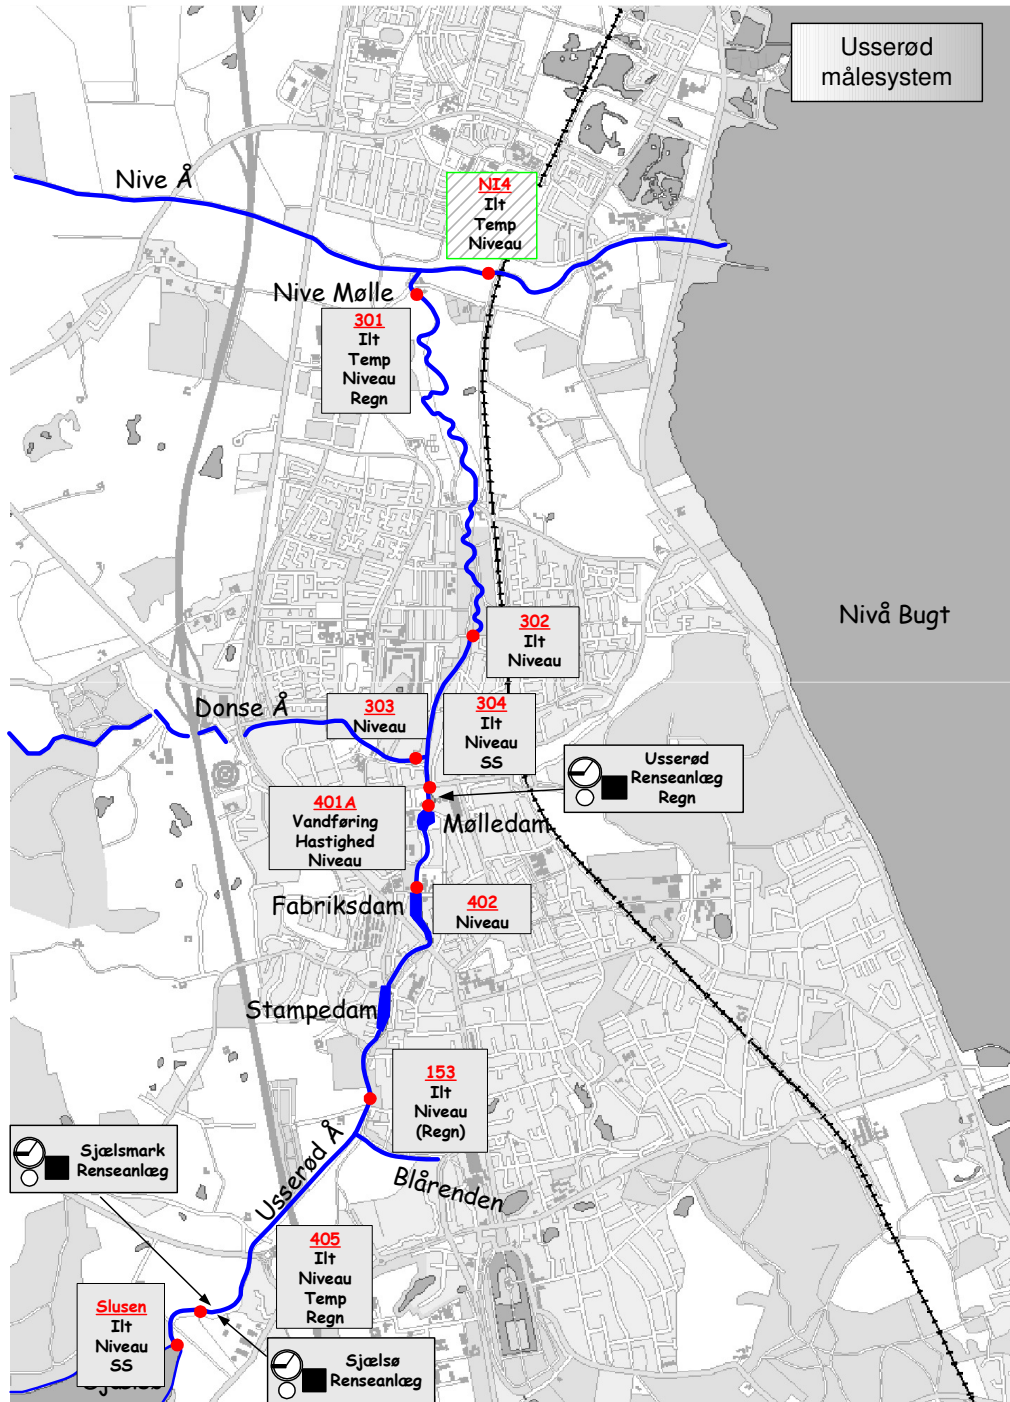 Usserød
målesystem
Nive Å
NI4
Ilt
Temp
Niveau
Nive Mølle
301
Ilt
Temp
Niveau
Regn
Nivå Bugt
302
Ilt
Niveau
Donse Å
303
Niveau
304
Ilt
Niveau
SS
Usserød
Renseanlæg
Regn
401A
Vandføring
Hastighed
Niveau
Mølledam
Fabriksdam
402
Niveau
Stampedam
153
Ilt
Niveau
(Regn)
Sjælsmark
Renseanlæg
Usserød Å
Blårenden
405
Ilt
Niveau
Temp
Regn
Slusen
Ilt
Niveau
SS
Sjælsø
Renseanlæg